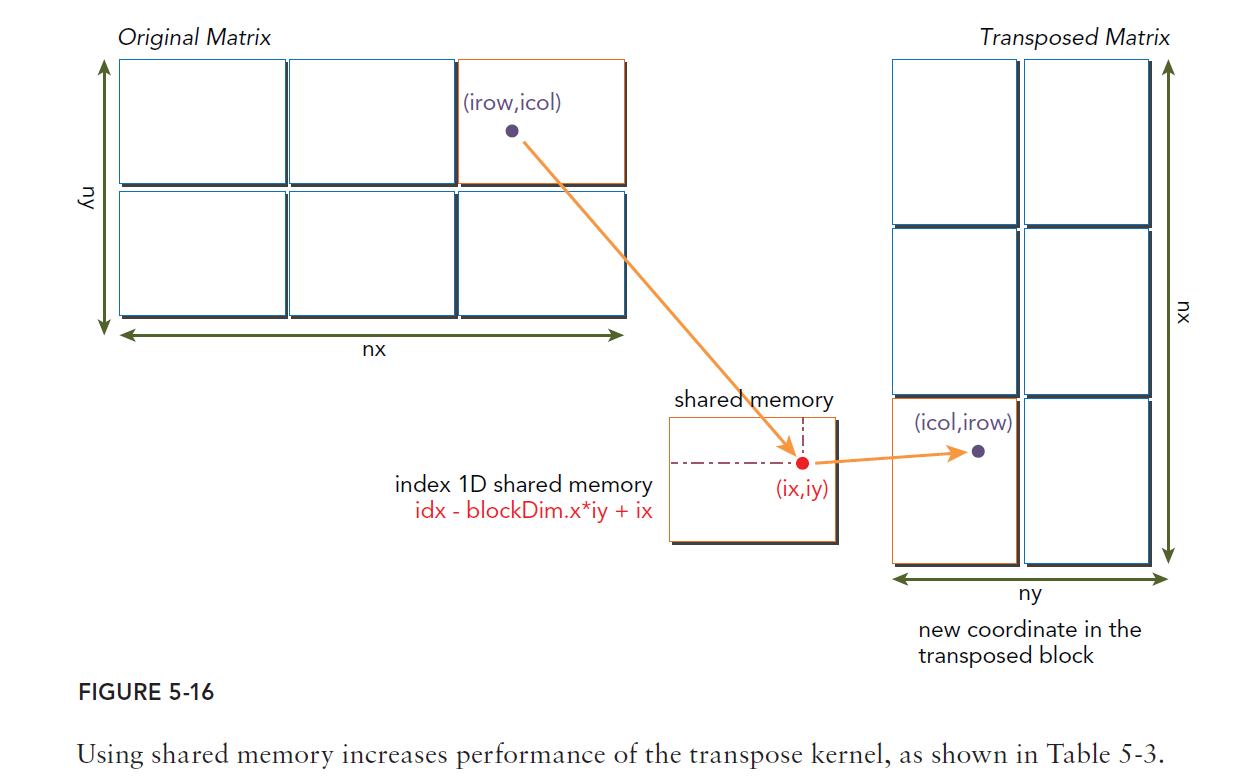 Original Matrix
Transposed Matrix
(irow,icol)
ny
nx
nx
shared memory
(icol,irow)
index 1D shared memory
idx - blockDim.x*iy + ix
(ix,iy)
ny
new coordinate in the
transposed block
FIGURE 5-16
Using shared memory increases performance of the transpose kernel, as shown in Table 5-3.